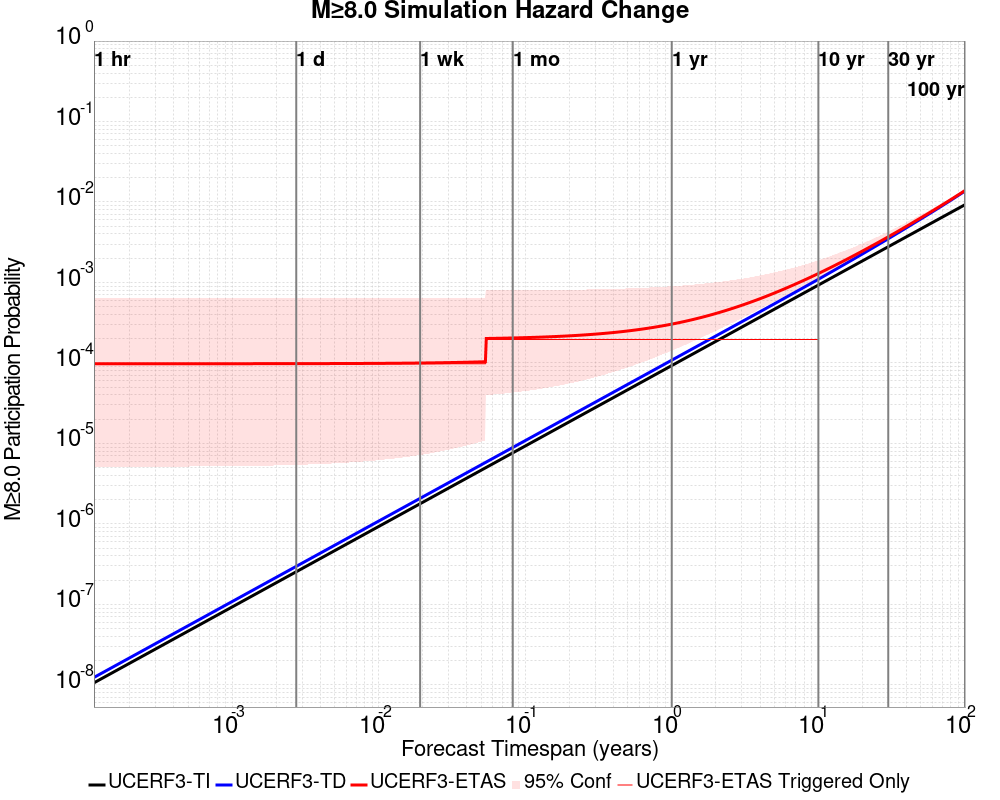 M≥8.0 Simulation Hazard Change
1 hr 1 d 1 wk 1 mo 1 yr 10 yr 30 yr
100 yr
10^0
10^-1
10^-2
10^-3
10^-4
10^-5
10^-6
10^-7
10^-8
M≥8.0 Participation Probability
10^-3 10^-2 10^-1 10^0 10^1 10^2
Forecast Timespan (years)
UCERF3-TI UCERF3-TD UCERF3-ETAS 95% Conf UCERF3-ETAS Triggered Only